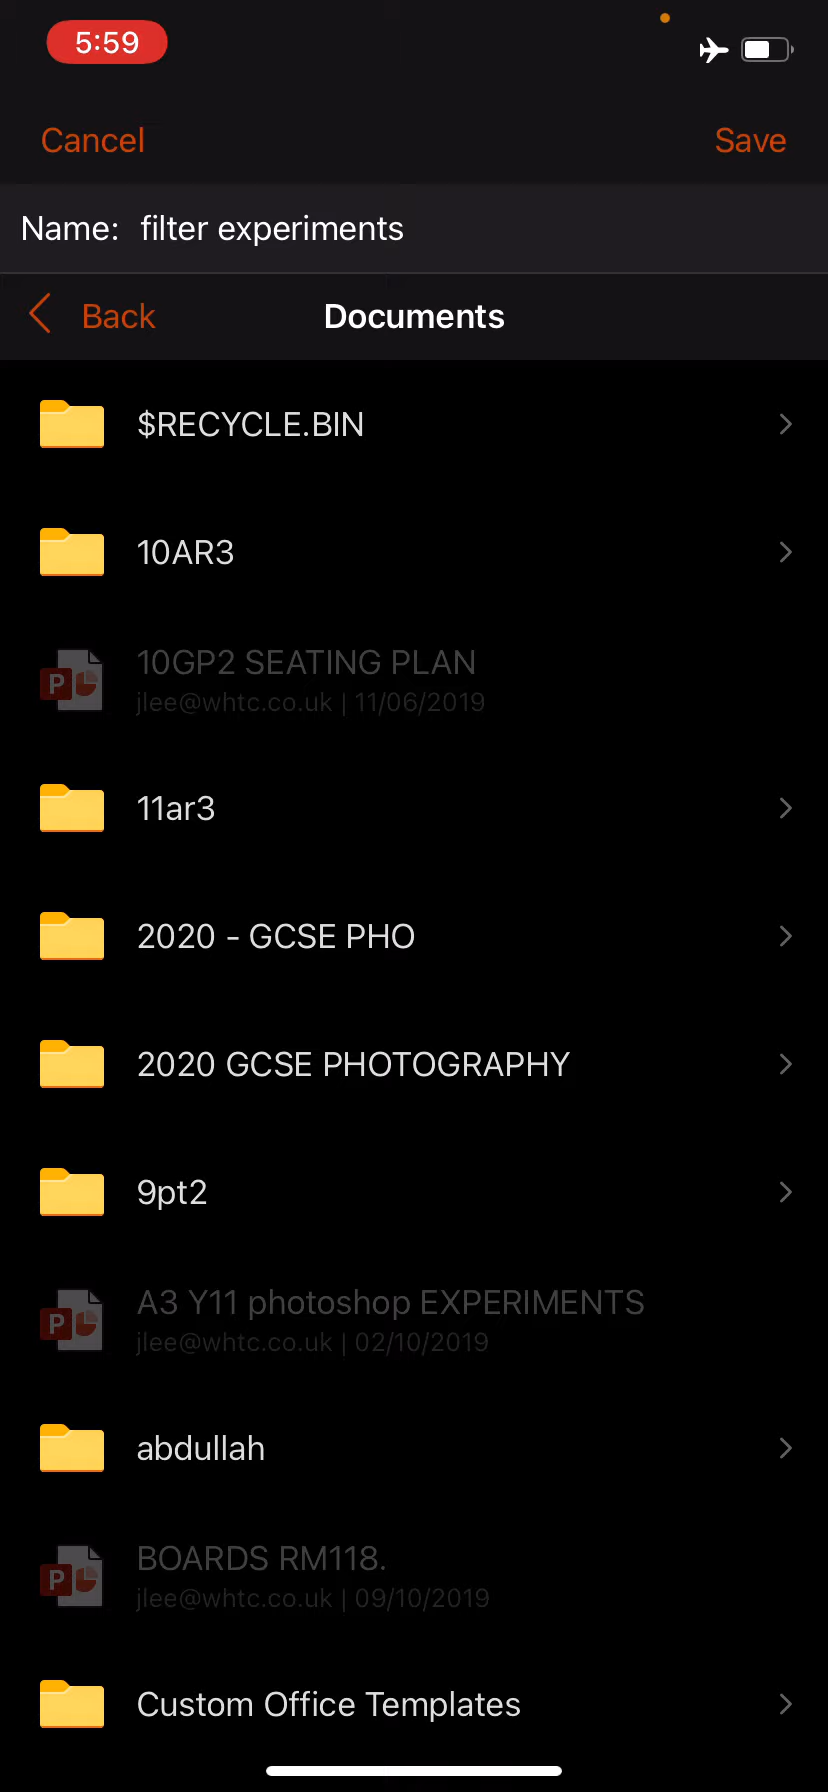 5:59
Cancel
Save
Name: filter experiments
Back
Documents
$RECYCLE.BIN
10AR3
P
10GP2 SEATING PLAN
jlee@whtc.co.uk | 11/06/2019
11ar3
2020 - GCSE PHO
2020 GCSE PHOTOGRAPHY
9pt2
P
A3 Y11 photoshop EXPERIMENTS
jlee@whtc.co.uk | 02/10/2019
abdullah
P
BOARDS RM118.
jlee@whtc.co.uk | 09/10/2019
Custom Office Templates